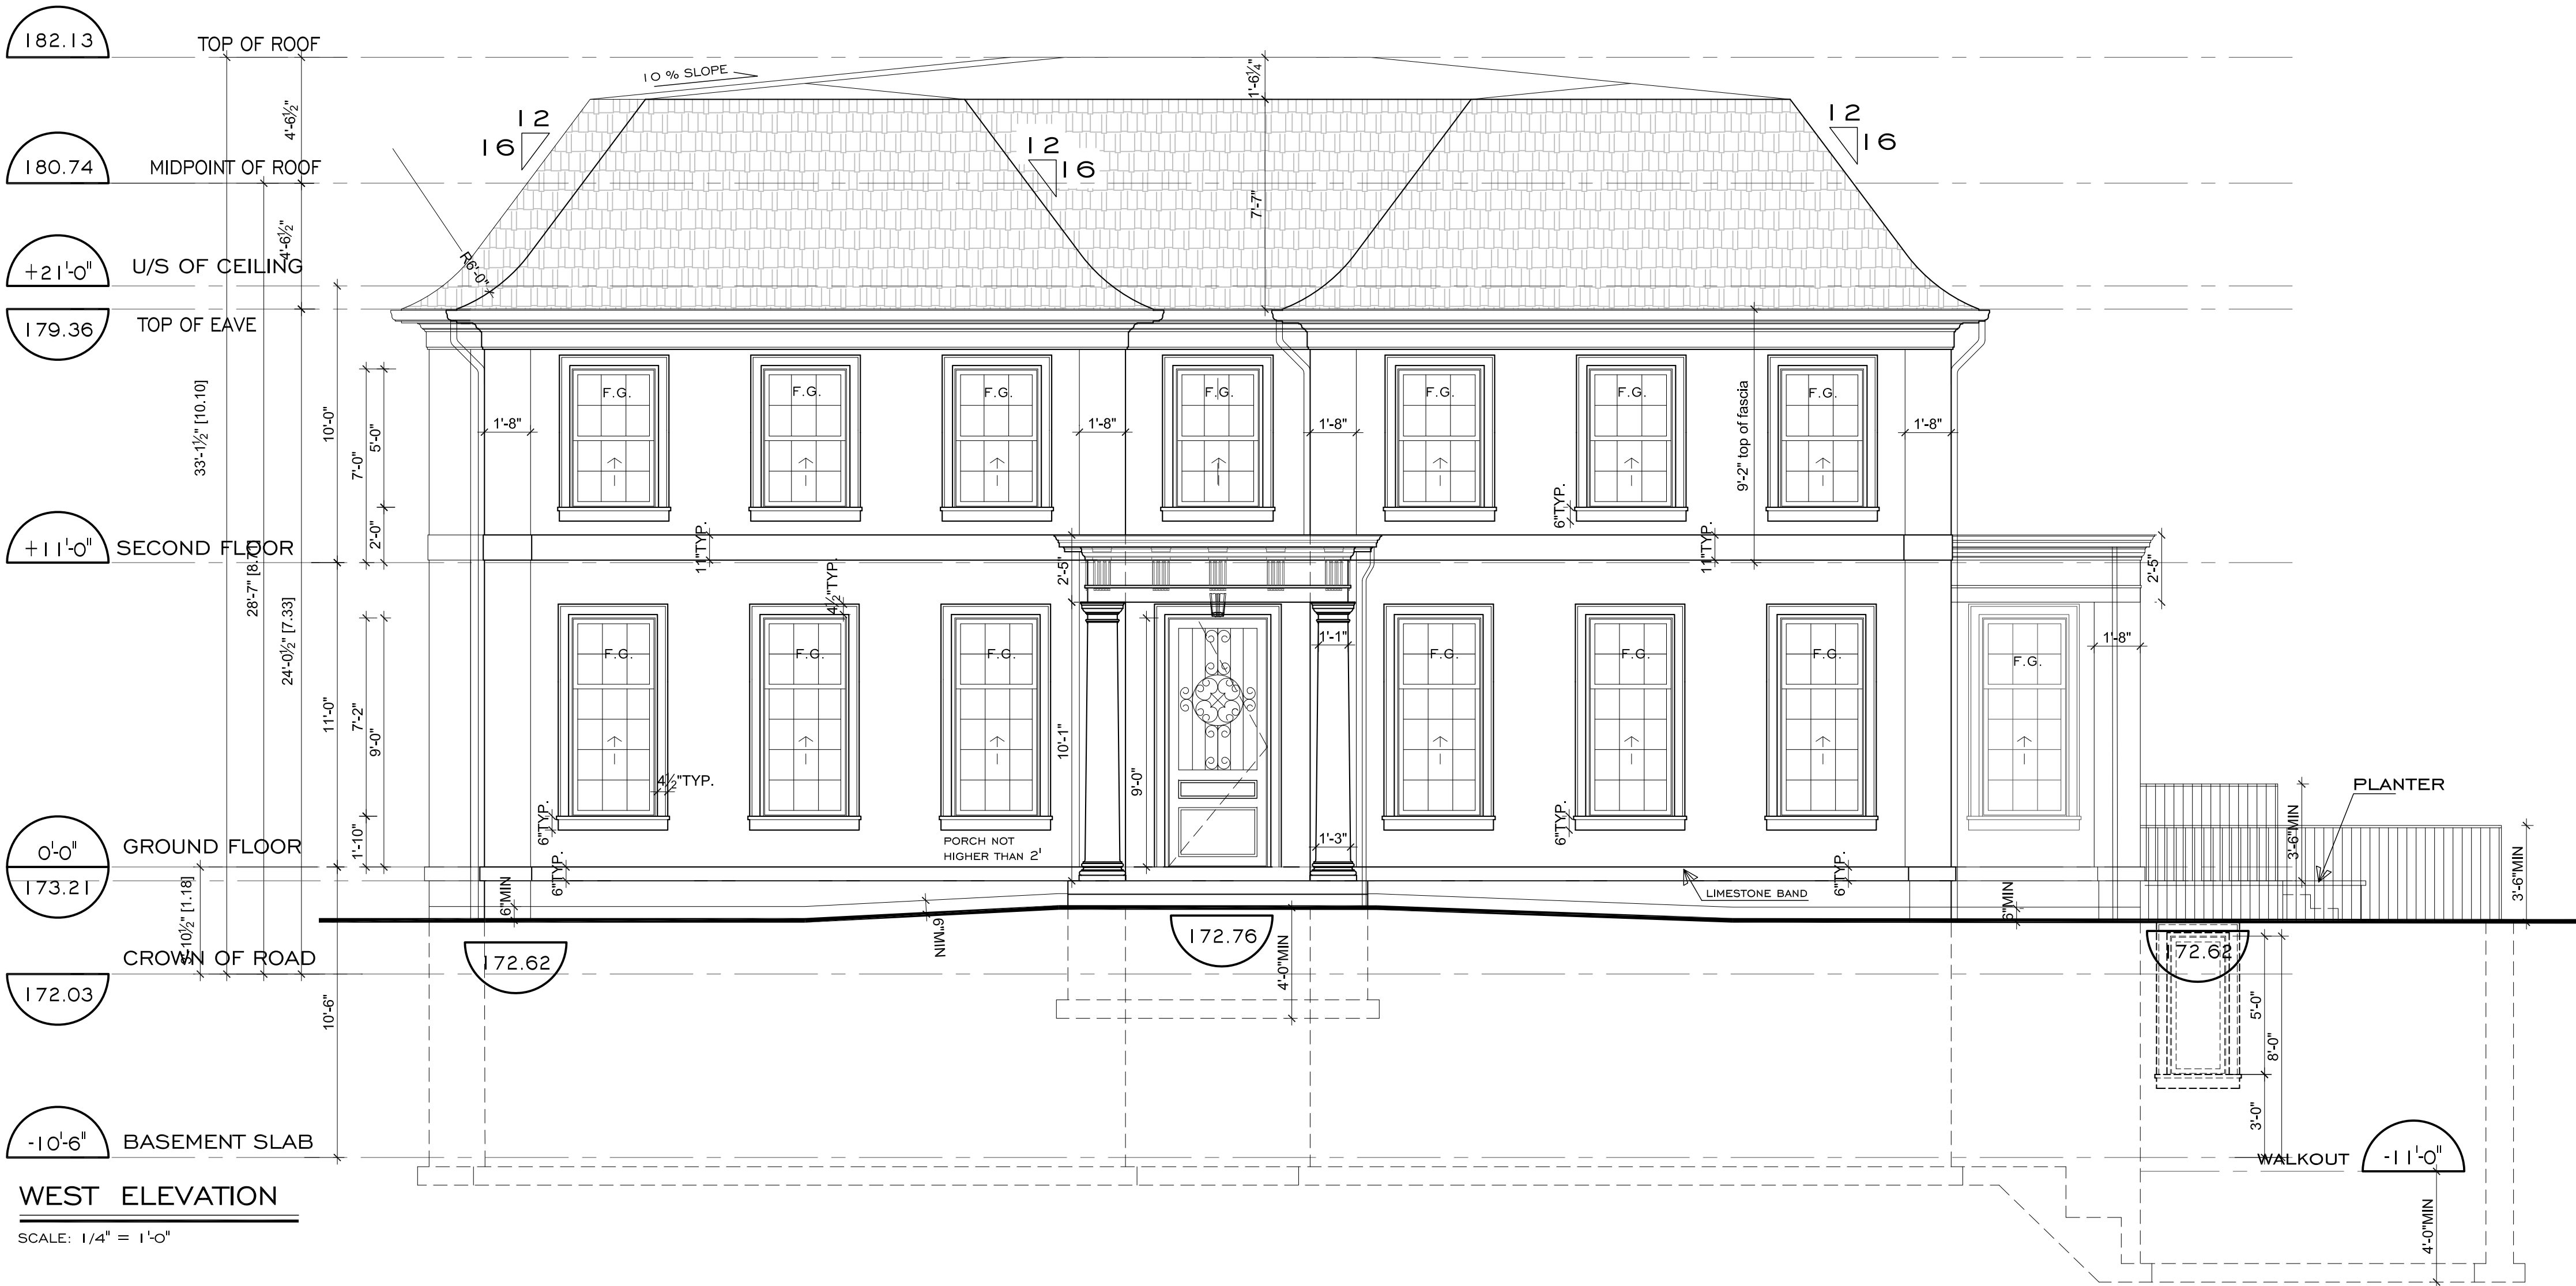 182.13
TOP OF ROOF
10 % SLOPE
1'-6¼"
4'-6½"
12
16
12
16
12
16
180.74
MIDPOINT OF ROOF
7'-7"
4'-6½"
R6'-0"
+21'-0"
U/S OF CEILING
179.36
TOP OF EAVE
33'-1½" [10.10]
10'-0"
7'-0"
5'-0"
2'-0"
F.G.
F.G.
F.G.
F.G.
F.G.
F.G.
F.G.
1'-8"
1'-8"
1'-8"
1'-8"
9'-2" top of fascia
6"TYP.
+11'-0"
SECOND FLOOR
28'-7" [8.71]
24'-0½" [7.33]
11"TYP.
11"TYP.
2'-5"
2'-5"
4½"TYP.
F.G.
F.G.
F.G.
F.G.
F.G.
F.G.
F.G.
1'-1"
1'-8"
11'-0"
7'-2"
9'-0"
1'-10"
10'-1"
9'-0"
4½"TYP.
6"TYP.
6"TYP.
1'-3"
PORCH NOT
HIGHER THAN 2'
PLANTER
3'-6"MIN
3'-6"MIN
0'-0"
GROUND FLOOR
173.21
6"TYP.
6"TYP.
LIMESTONE BAND
6"MIN
6"MIN
6"MIN
3'-10½" [1.18]
172.62
172.76
172.62
4'-0"MIN
CROWN OF ROAD
172.03
10'-6"
5'-0"
8'-0"
3'-0"
-10'-6"
BASEMENT SLAB
WALKOUT
-11'-0"
4'-0"MIN
WEST ELEVATION
SCALE: 1/4" = 1'-0"